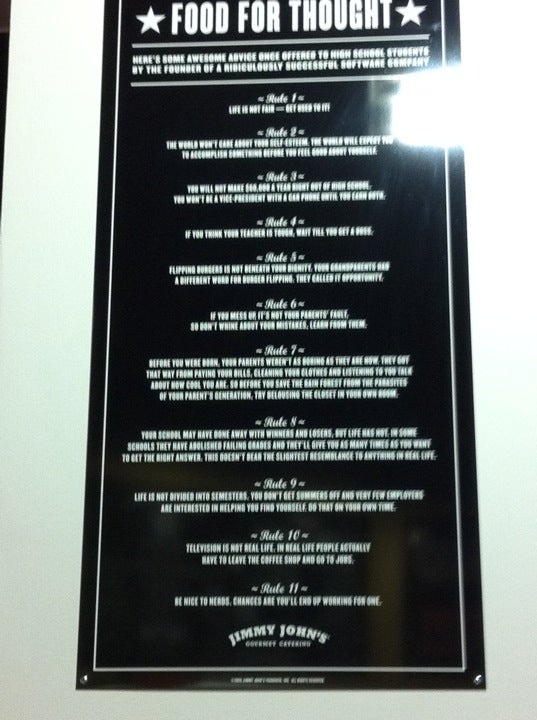 FOOD FOR THOUGHT
HERE'S SOME AWESOME ADVICE ONCE OFFERED TO HIGH SCHOOL STUDENTS
BY THE FOUNDER OF A RIDICULOUSLY SUCCESSFUL SOFTWARE COMPANY
~ Rule 1 ~
LIFE IS NOT FAIR — GET USED TO IT!
~ Rule 2 ~
THE WORLD WON'T CARE ABOUT YOUR SELF-ESTEEM. THE WORLD WILL EXPECT YOU
TO ACCOMPLISH SOMETHING BEFORE YOU FEEL GOOD ABOUT YOURSELF.
~ Rule 3 ~
YOU WILL NOT MAKE $60,000 A YEAR RIGHT OUT OF HIGH SCHOOL.
YOU WON'T BE A VICE-PRESIDENT WITH A CAR PHONE UNTIL YOU EARN BOTH.
~ Rule 4 ~
IF YOU THINK YOUR TEACHER IS TOUGH, WAIT TILL YOU GET A BOSS.
~ Rule 5 ~
FLIPPING BURGERS IS NOT BENEATH YOUR DIGNITY. YOUR GRANDPARENTS HAD
A DIFFERENT WORD FOR BURGER FLIPPING. THEY CALLED IT OPPORTUNITY.
~ Rule 6 ~
IF YOU MESS UP, IT'S NOT YOUR PARENTS' FAULT,
SO DON'T WHINE ABOUT YOUR MISTAKES, LEARN FROM THEM.
~ Rule 7 ~
BEFORE YOU WERE BORN, YOUR PARENTS WEREN'T AS BORING AS THEY ARE NOW. THEY GOT
THAT WAY FROM PAYING YOUR BILLS, CLEANING YOUR CLOTHES AND LISTENING TO YOU TALK
ABOUT HOW COOL YOU ARE. SO BEFORE YOU SAVE THE RAIN FOREST FROM THE PARASITES
OF YOUR PARENT'S GENERATION, TRY DELOUSING THE CLOSET IN YOUR OWN ROOM.
~ Rule 8 ~
YOUR SCHOOL MAY HAVE DONE AWAY WITH WINNERS AND LOSERS, BUT LIFE HAS NOT. IN SOME
SCHOOLS THEY HAVE ABOLISHED FAILING GRADES AND THEY'LL GIVE YOU AS MANY TIMES AS YOU WANT
TO GET THE RIGHT ANSWER. THIS DOESN'T BEAR THE SLIGHTEST RESEMBLANCE TO ANYTHING IN REAL LIFE.
~ Rule 9 ~
LIFE IS NOT DIVIDED INTO SEMESTERS. YOU DON'T GET SUMMERS OFF AND VERY FEW EMPLOYERS
ARE INTERESTED IN HELPING YOU FIND YOURSELF. DO THAT ON YOUR OWN TIME.
~ Rule 10 ~
TELEVISION IS NOT REAL LIFE. IN REAL LIFE PEOPLE ACTUALLY
HAVE TO LEAVE THE COFFEE SHOP AND GO TO JOBS.
~ Rule 11 ~
BE NICE TO NERDS. CHANCES ARE YOU'LL END UP WORKING FOR ONE.
JIMMY JOHN'S
GOURMET CATERING